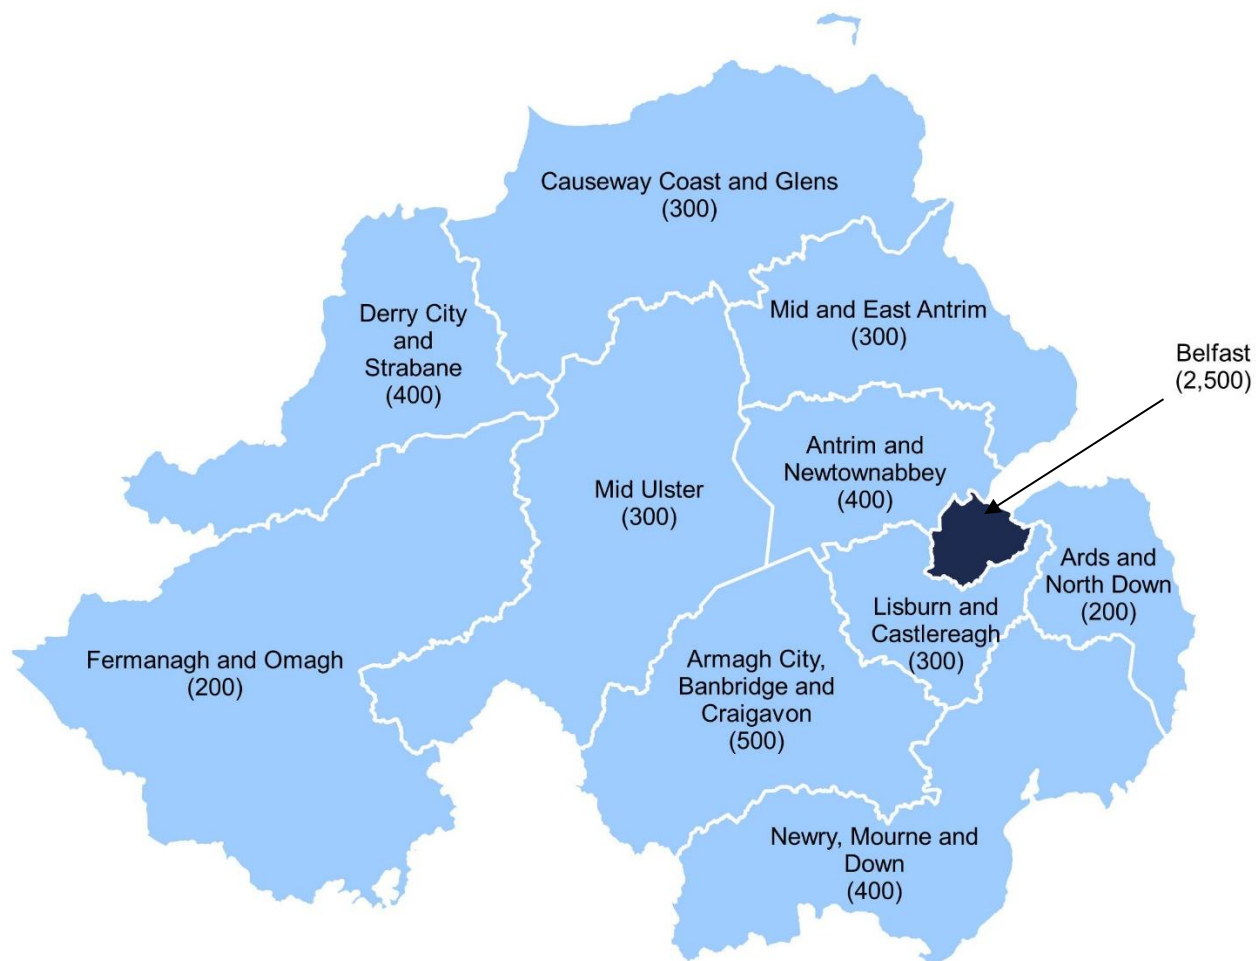 Causeway Coast and Glens
(300)
Derry City
and
Strabane
(400)
Mid and East Antrim
(300)
Belfast
(2,500)
Antrim and
Newtownabbey
(400)
Mid Ulster
(300)
Ards and
North Down
(200)
Lisburn and
Castlereagh
(300)
Fermanagh and Omagh
(200)
Armagh City,
Banbridge and
Craigavon
(500)
Newry, Mourne and
Down
(400)